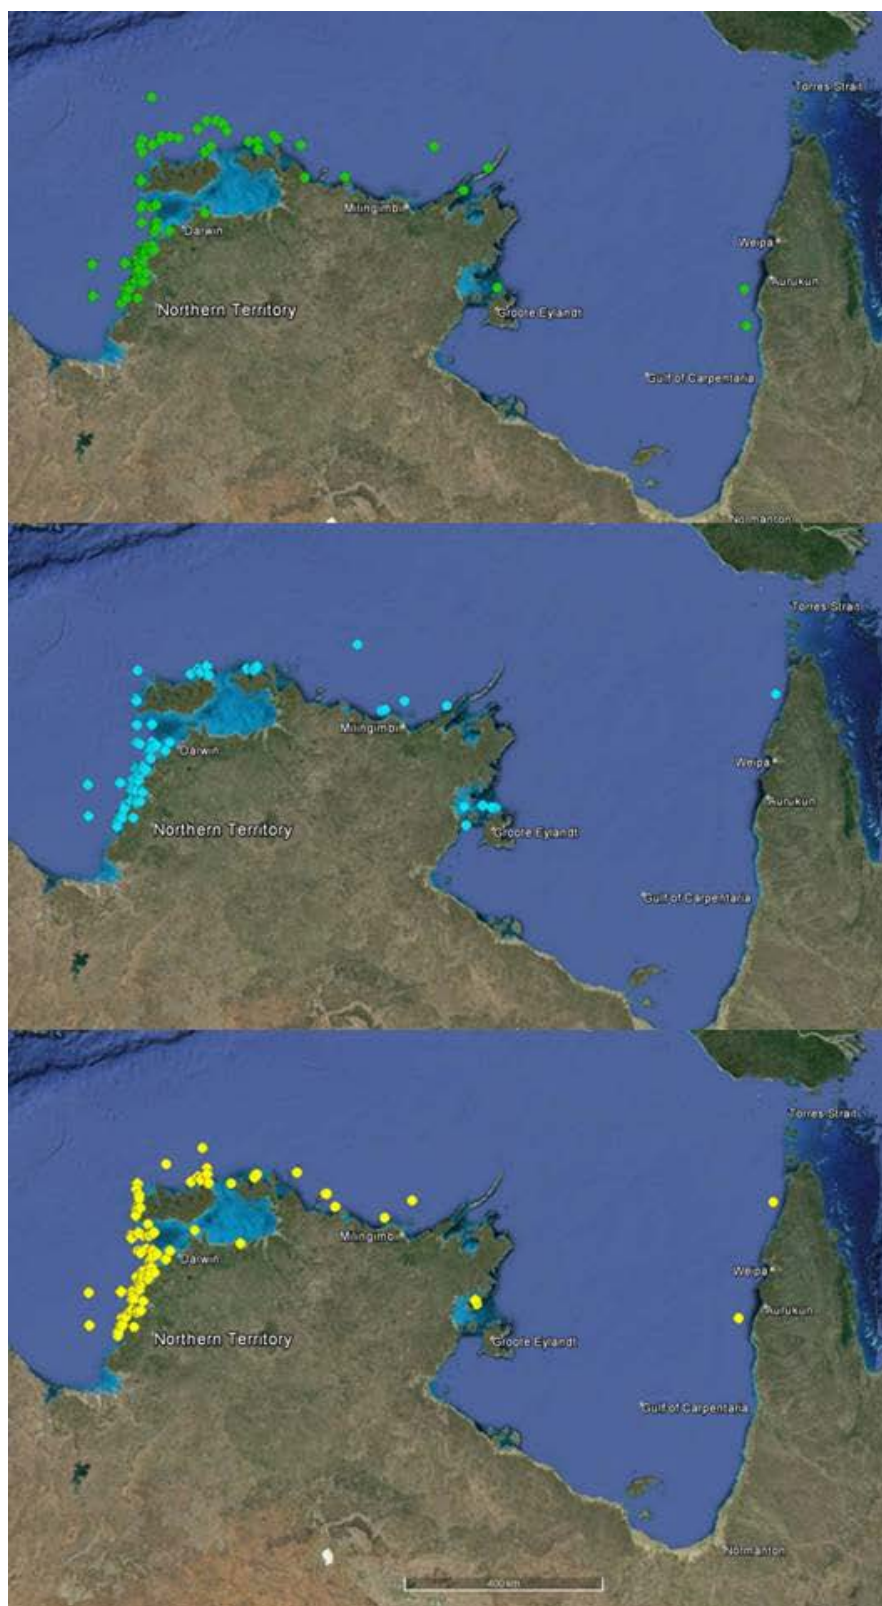 Torres Strait
Milingimbi
Darwin
Weipa
Aurukun
Northern Territory
Groote Eylandt
Gulf of Carpentaria
Normanton
Torres Strait
Milingimbi
Darwin
Weipa
Aurukun
Northern Territory
Groote Eylandt
Gulf of Carpentaria
Torres Strait
Milingimbi
Darwin
Weipa
Aurukun
Northern Territory
Groote Eylandt
Gulf of Carpentaria
Normanton
400 km